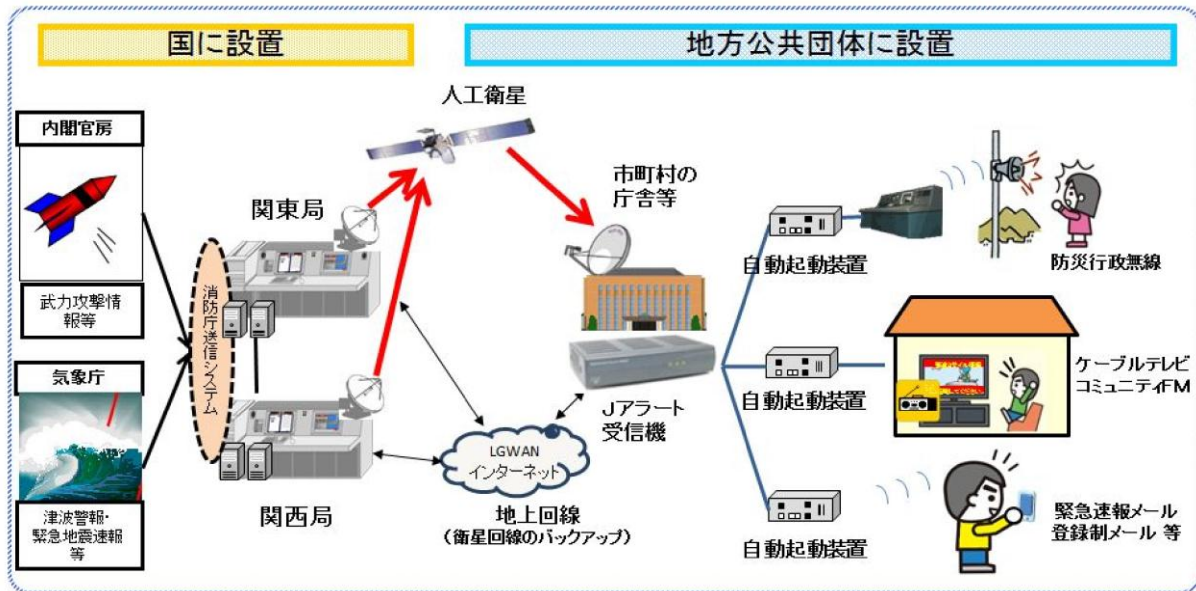 国に設置
地方公共団体に設置
内閣官房
武力攻撃情
報等
気象庁
津波警報・
緊急地震速報
等
消防庁送信システム
関東局
関西局
人工衛星
市町村の
庁舎等
Jアラート
受信機
LGWAN
インターネット
地上回線
(衛星回線のバックアップ)
自動起動装置
防災行政無線
自動起動装置
ケーブルテレビ
コミュニティFM
自動起動装置
緊急速報メール
登録制メール 等